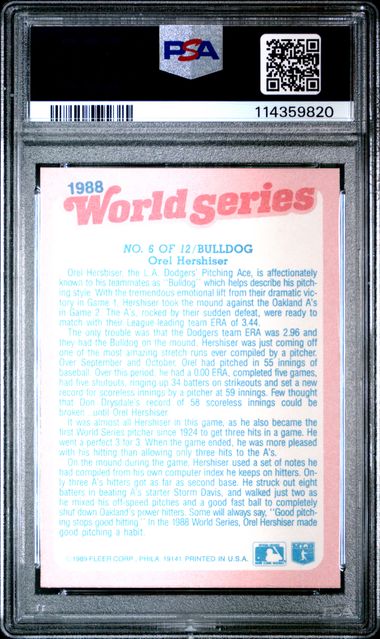 PSA
114359820
1988
World Series
NO. 6 OF 12/BULLDOG
Orel Hershiser
Orel Hershiser, the L.A. Dodgers' Pitching Ace, is affectionately
known to his teammates as "Bulldog" which helps describe his pitch-
ing style. With the tremendous emotional lift from their dramatic vic-
tory in Game 1, Hershiser took the mound against the Oakland A's
in Game 2. The A's, rocked by their sudden defeat, were ready to
match with their League leading team ERA of 3.44.
The only trouble was that the Dodgers team ERA was 2.96 and
they had the Bulldog on the mound. Hershiser was just coming off
one of the most amazing stretch runs ever compiled by a pitcher.
Over September and October, Orel had pitched in 55 innings of
baseball. Over this period, he had a 0.00 ERA, completed five games,
had five shutouts, ringing up 34 batters on strikeouts and set a new
record for scoreless innings by a pitcher at 59 innings. Few thought
that Don Drysdale's record of 58 scoreless innings could be
broken...until Orel Hershiser.
It was almost all Hershiser in this game, as he also became the
first World Series pitcher since 1924 to get three hits in a game. He
went a perfect 3 for 3. When the game ended, he was more pleased
with his hitting than allowing only three hits to the A's.
On the mound during the game, Hershiser used a set of notes he
had compiled from his own computer index he keeps on hitters. On-
ly three A's hitters got as far as second base. He struck out eight
batters in beating A's starter Storm Davis, and walked just two as
he mixed his off-speed pitches and a good fast ball to completely
shut down Oakland's power hitters. Some will always say, "Good pitch-
ing stops good hitting." In the 1988 World Series, Orel Hershiser made
good pitching a habit.
© 1989 FLEER CORP., PHILA. 19141 PRINTED IN U.S.A.
PSA